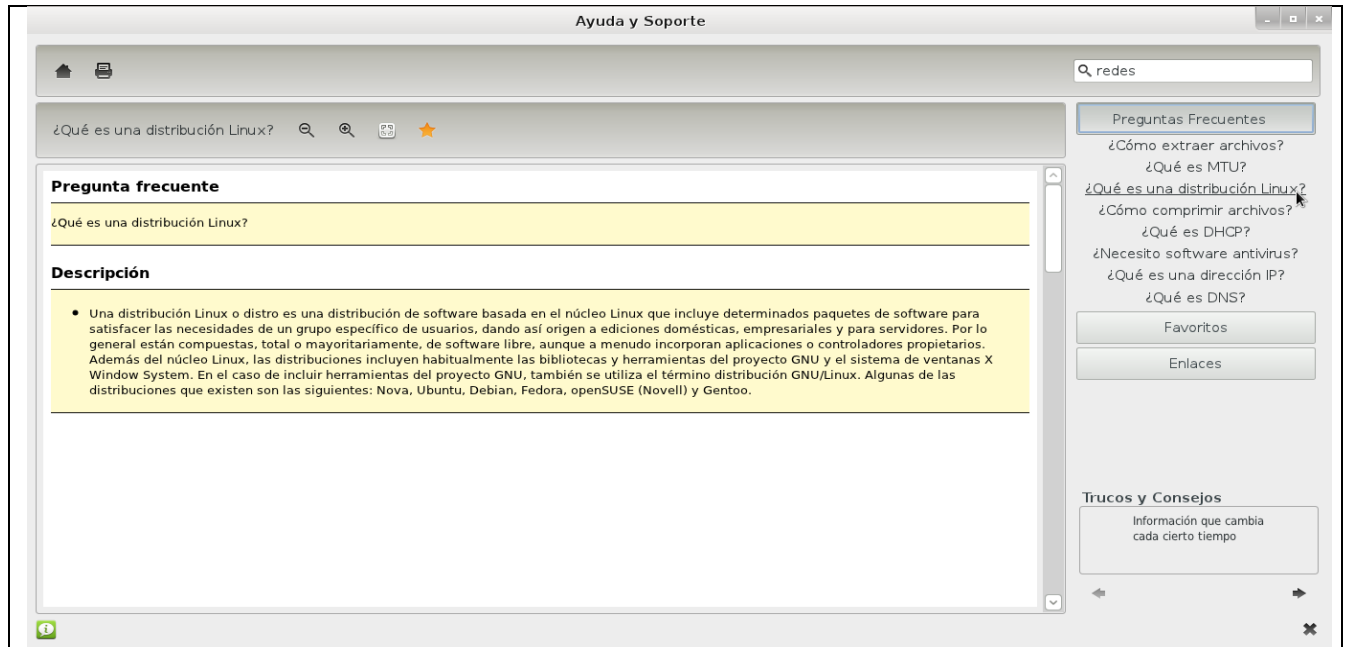 Ayuda y Soporte
redes
¿Qué es una distribución Linux?
Pregunta frecuente
¿Qué es una distribución Linux?
Descripción
Una distribución Linux o distro es una distribución de software basada en el núcleo Linux que incluye determinados paquetes de software para
satisfacer las necesidades de un grupo específico de usuarios, dando así origen a ediciones domésticas, empresariales y para servidores. Por lo
general están compuestas, total o mayoritariamente, de software libre, aunque a menudo incorporan aplicaciones o controladores propietarios.
Además del núcleo Linux, las distribuciones incluyen habitualmente las bibliotecas y herramientas del proyecto GNU y el sistema de ventanas X
Window System. En el caso de incluir herramientas del proyecto GNU, también se utiliza el término distribución GNU/Linux. Algunas de las
distribuciones que existen son las siguientes: Nova, Ubuntu, Debian, Fedora, openSUSE (Novell) y Gentoo.
Preguntas Frecuentes
¿Cómo extraer archivos?
¿Qué es MTU?
¿Qué es una distribución Linux?
¿Cómo comprimir archivos?
¿Qué es DHCP?
¿Necesito software antivirus?
¿Qué es una dirección IP?
¿Qué es DNS?
Favoritos
Enlaces
Trucos y Consejos
Información que cambia
cada cierto tiempo